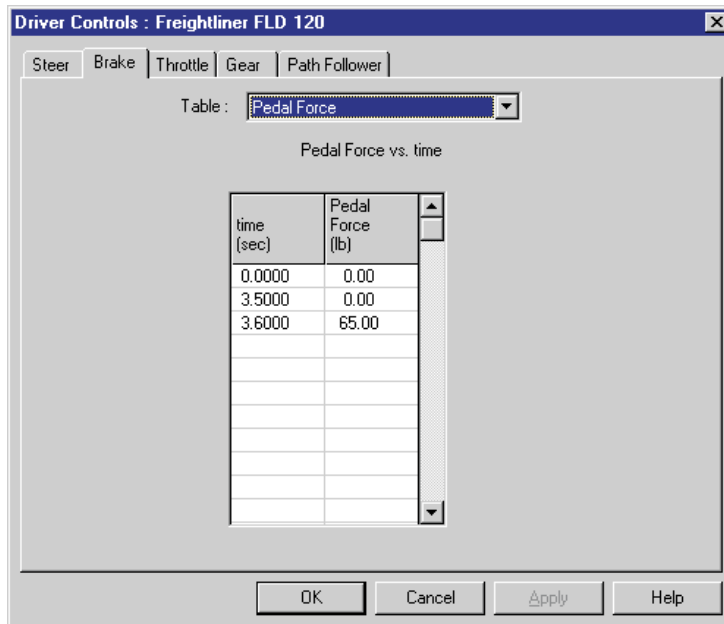 Driver Controls : Freightliner FLD 120
Steer Brake Throttle Gear Path Follower
Table : Pedal Force
Pedal Force vs. time
time (sec) Pedal Force (lb)
0.0000 0.00
3.5000 0.00
3.6000 65.00
OK Cancel Apply Help